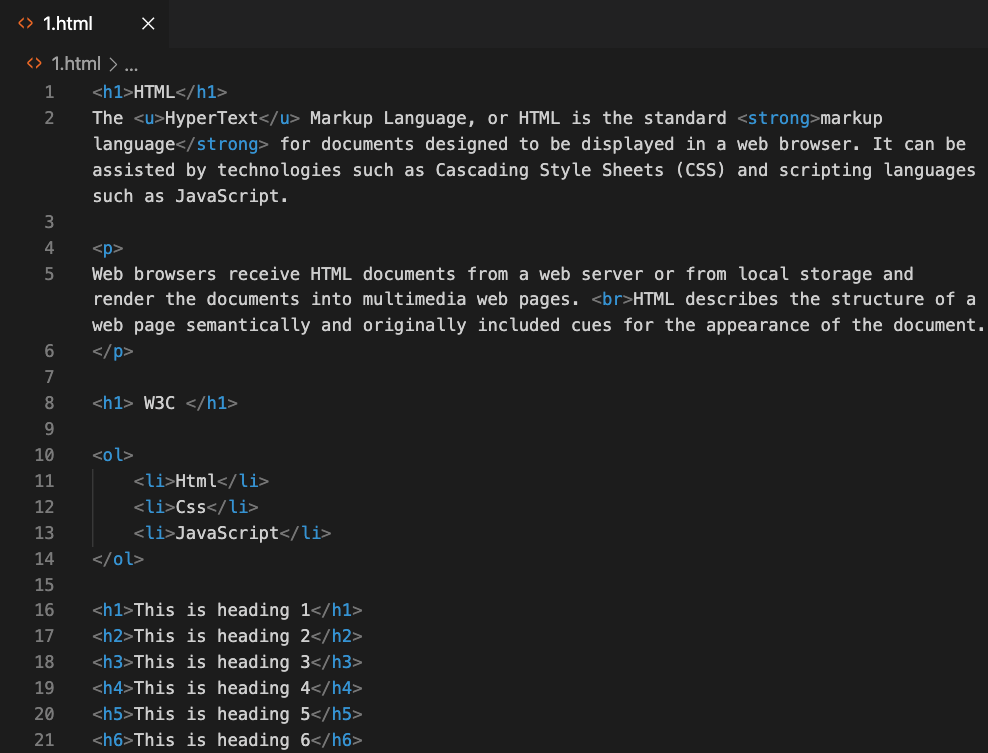 <> 1.html ×
<> 1.html > ...
1 <h1>HTML</h1>
2 The <u>HyperText</u> Markup Language, or HTML is the standard <strong>markup
language</strong> for documents designed to be displayed in a web browser. It can be
assisted by technologies such as Cascading Style Sheets (CSS) and scripting languages
such as JavaScript.
3
4 <p>
5 Web browsers receive HTML documents from a web server or from local storage and
render the documents into multimedia web pages. <br>HTML describes the structure of a
web page semantically and originally included cues for the appearance of the document.
6 </p>
7
8 <h1> W3C </h1>
9
10 <ol>
11     <li>Html</li>
12     <li>Css</li>
13     <li>JavaScript</li>
14 </ol>
15
16 <h1>This is heading 1</h1>
17 <h2>This is heading 2</h2>
18 <h3>This is heading 3</h3>
19 <h4>This is heading 4</h4>
20 <h5>This is heading 5</h5>
21 <h6>This is heading 6</h6>